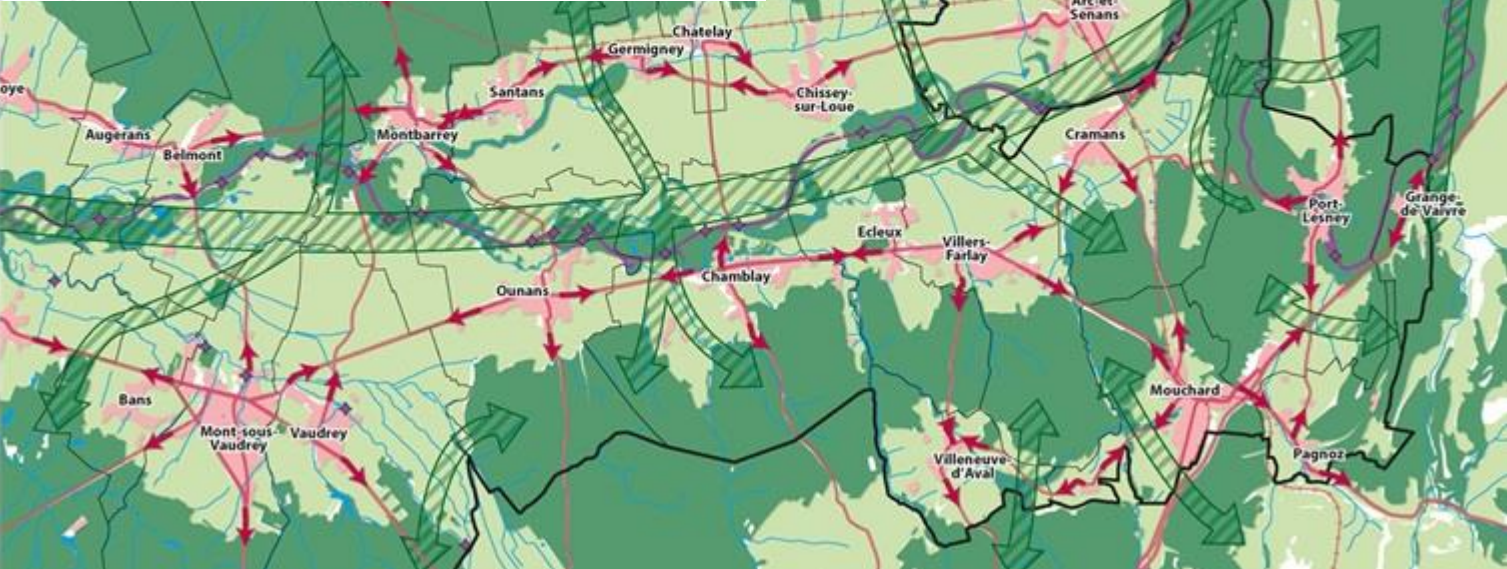 Arc-et-
Senans
Chatelay
Germigney
oye
Santans
Chissey-
sur-Loue
Augerans
Montbarrey
Cramans
Belmont
Port-
Lesney
Grange-
de Vaivre
Ecleux
Villers-
Farlay
Chamblay
Ounans
Mouchard
Bans
Mont-sous-
Vaudrey
Vaudrey
Villeneuve-
d'Aval
Pagnoz